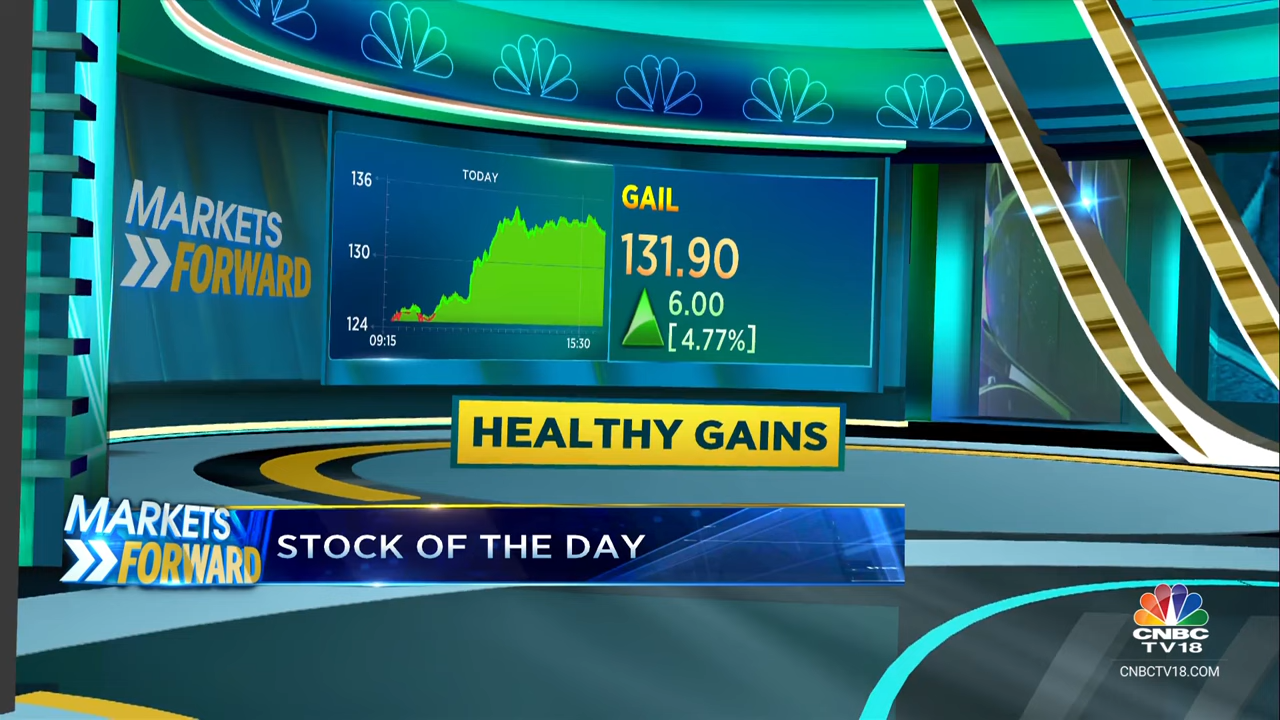 MARKETS
FORWARD
TODAY
136
130
124
09:15
15:30
GAIL
131.90
6.00
[4.77%]
HEALTHY GAINS
MARKETS
FORWARD
STOCK OF THE DAY
CNBC
TV18
CNBCTV18.COM